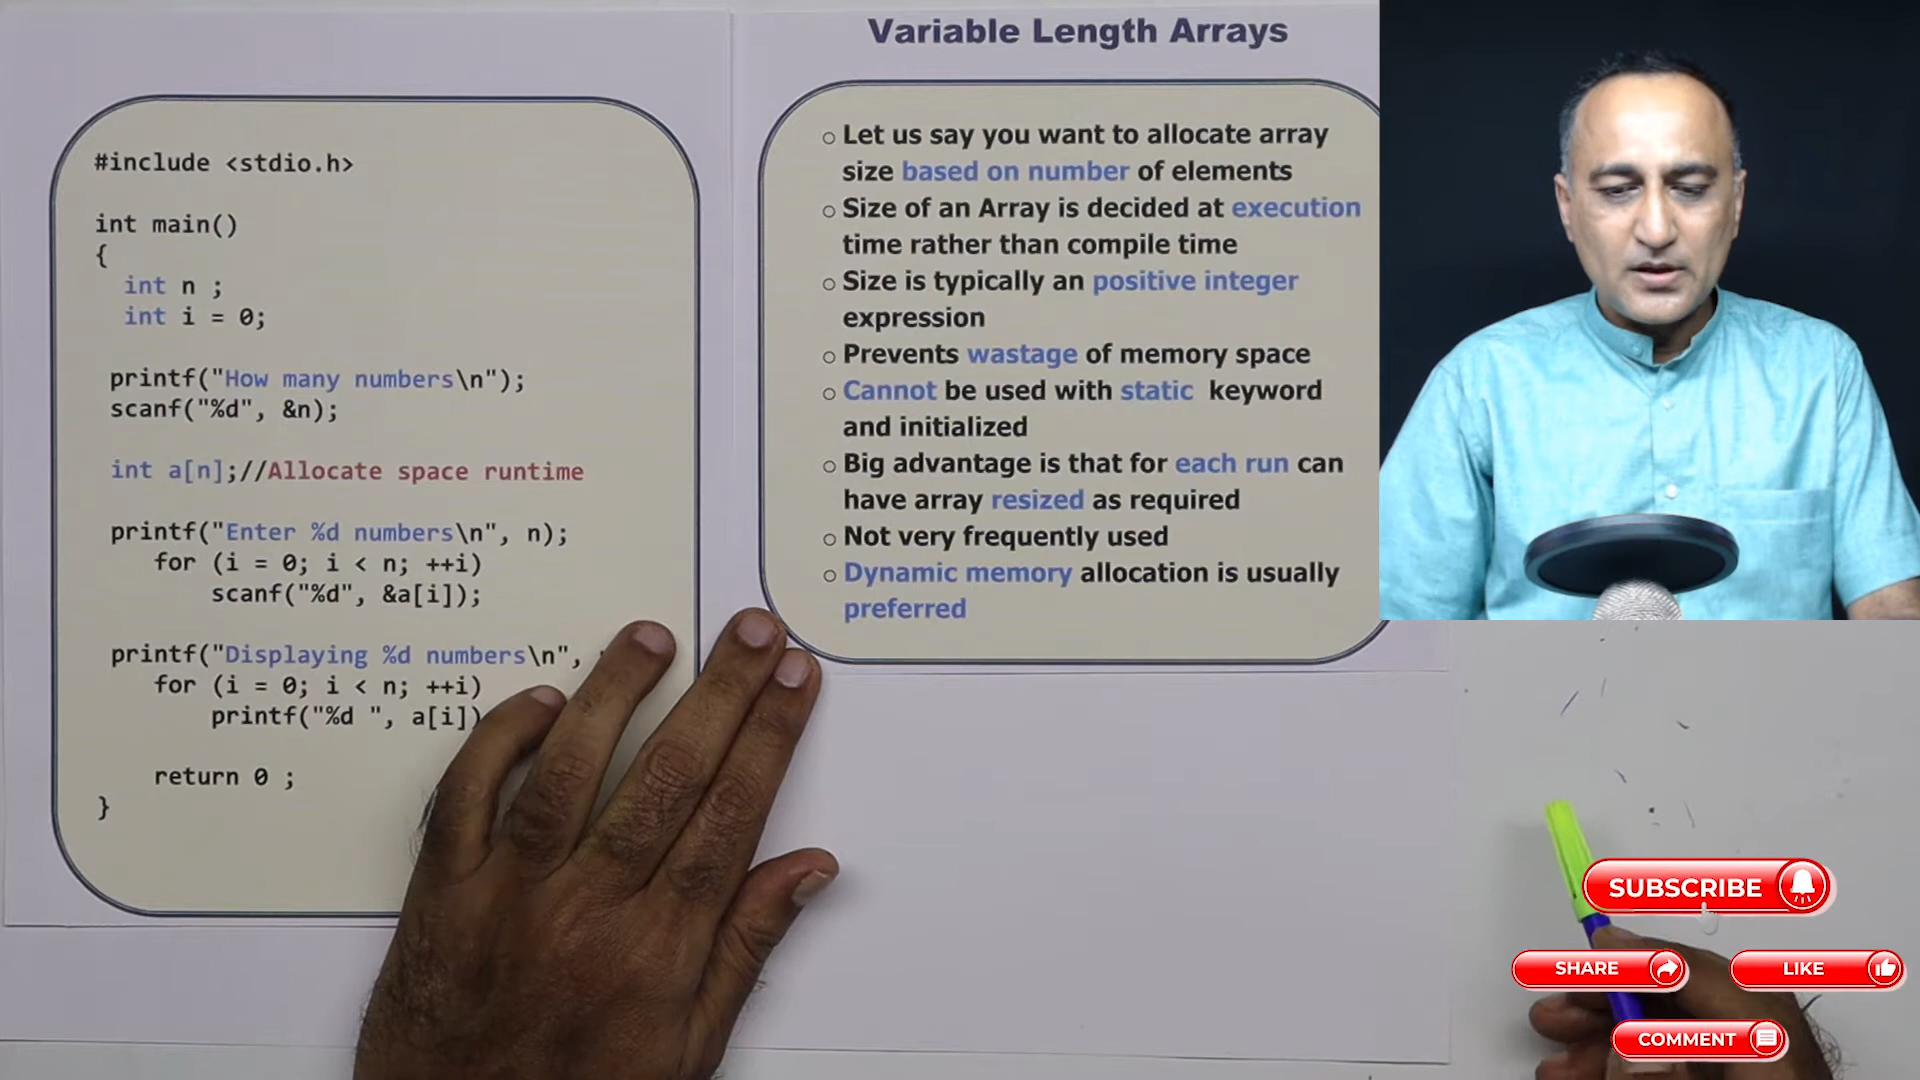 #include <stdio.h>
int main()
{
int n ;
int i = 0;
printf("How many numbers\n");
scanf("%d", &n);
int a[n];//Allocate space runtime
printf("Enter %d numbers\n", n);
for (i = 0; i < n; ++i)
scanf("%d", &a[i]);
printf("Displaying %d numbers\n",
for (i = 0; i < n; ++i)
printf("%d ", a[i])
return 0 ;
}
Variable Length Arrays
○ Let us say you want to allocate array
size based on number of elements
○ Size of an Array is decided at execution
time rather than compile time
○ Size is typically an positive integer
expression
○ Prevents wastage of memory space
○ Cannot be used with static keyword
and initialized
○ Big advantage is that for each run can
have array resized as required
○ Not very frequently used
○ Dynamic memory allocation is usually
preferred
SUBSCRIBE
SHARE
LIKE
COMMENT